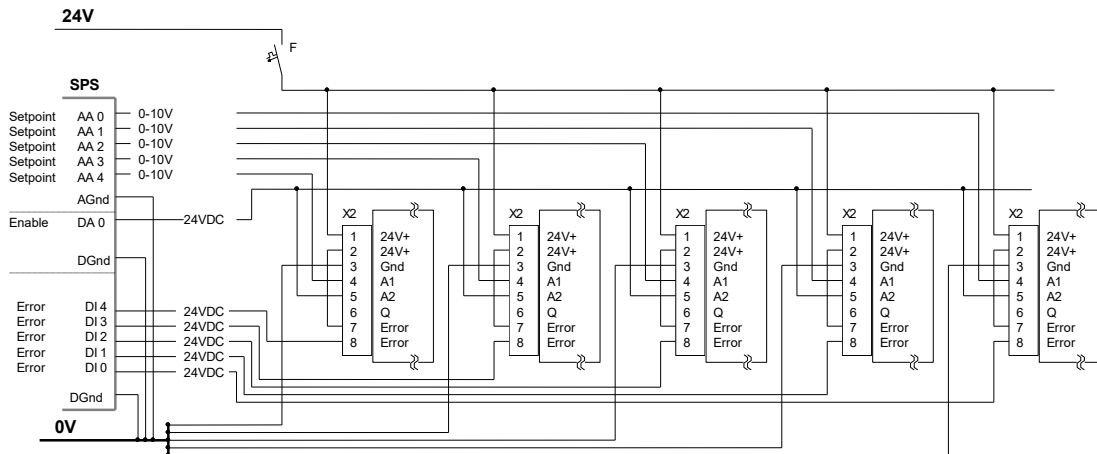 24V
F
SPS
Setpoint AA 0 0-10V
Setpoint AA 1 0-10V
Setpoint AA 2 0-10V
Setpoint AA 3 0-10V
Setpoint AA 4 0-10V
AGnd
Enable DA 0 24VDC
DGnd
Error DI 4 24VDC
Error DI 3 24VDC
Error DI 2 24VDC
Error DI 1 24VDC
Error DI 0 24VDC
DGnd
0V
X2
1 24V+
2 24V+
3 Gnd
4 A1
5 A2
6 Q
7 Error
8 Error
X2
1 24V+
2 24V+
3 Gnd
4 A1
5 A2
6 Q
7 Error
8 Error
X2
1 24V+
2 24V+
3 Gnd
4 A1
5 A2
6 Q
7 Error
8 Error
X2
1 24V+
2 24V+
3 Gnd
4 A1
5 A2
6 Q
7 Error
8 Error
X2
1 24V+
2 24V+
3 Gnd
4 A1
5 A2
6 Q
7 Error
8 Error